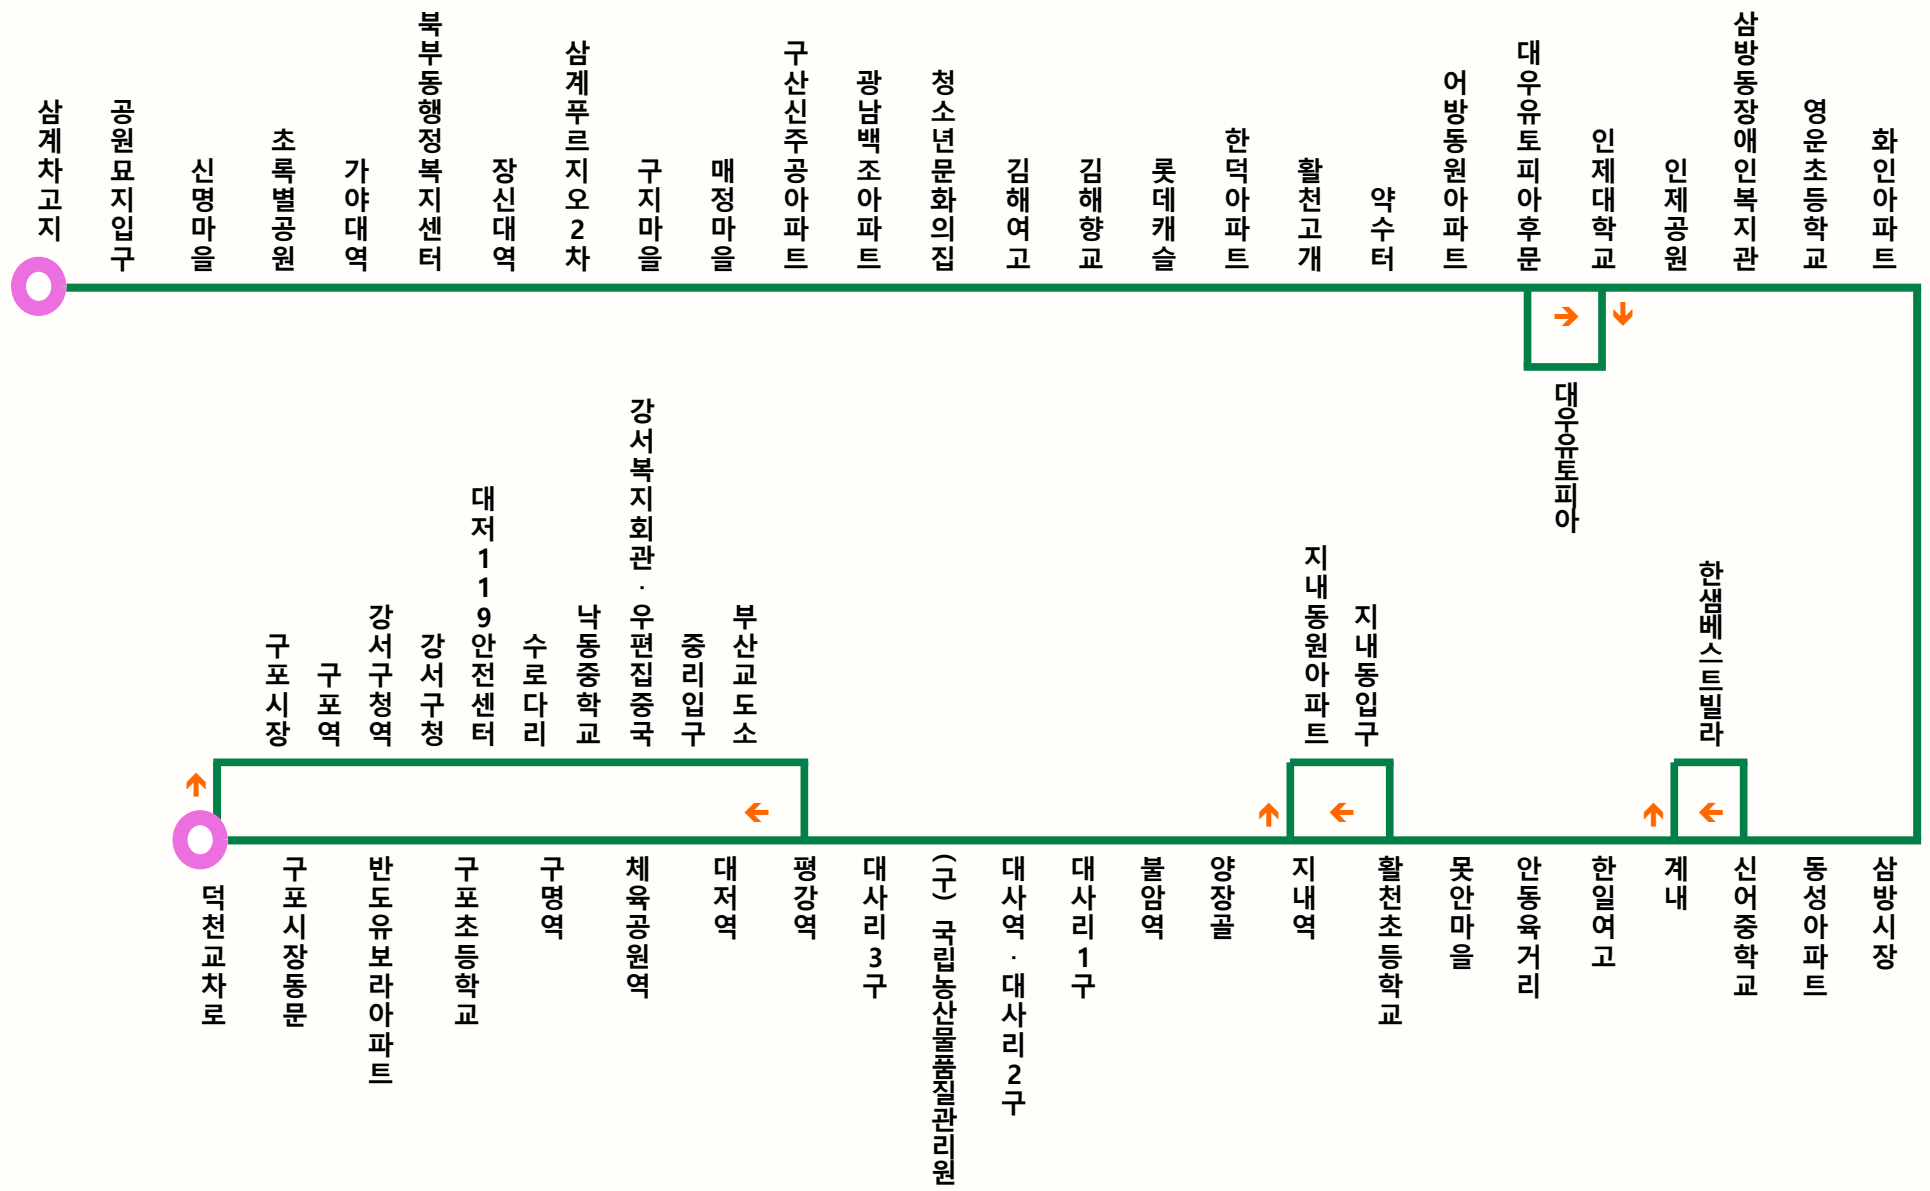 삼계차고지
공원묘지입구
신명마을
초록별공원
가야대역
북부동행정복지센터
장신대역
삼계푸르지오2차
구지마을
매정마을
구산신주공아파트
광남백조아파트
청소년문화의집
김해여고
김해향교
롯데캐슬
한덕아파트
활천고개
약수터
어방동원아파트
대우유토피아후문
인제대학교
인제공원
삼방동장애인복지관
영운초등학교
화인아파트
대우유토피아
구포시장
구포역
강서구청역
강서구청
대저119안전센터
수로다리
낙동중학교
강서복지회관·우편집중국
중리입구
부산교도소
지내동원아파트
지내동입구
한샘베스트빌라
덕천교차로
구포시장동문
반도유보라아파트
구포초등학교
구명역
체육공원역
대저역
평강역
대사리3구
(구) 국립농산물품질관리원
대사역·대사리2구
대사리1구
불암역
양장골
지내역
활천초등학교
못안마을
안동육거리
한일여고
계내
신어중학교
동성아파트
삼방시장